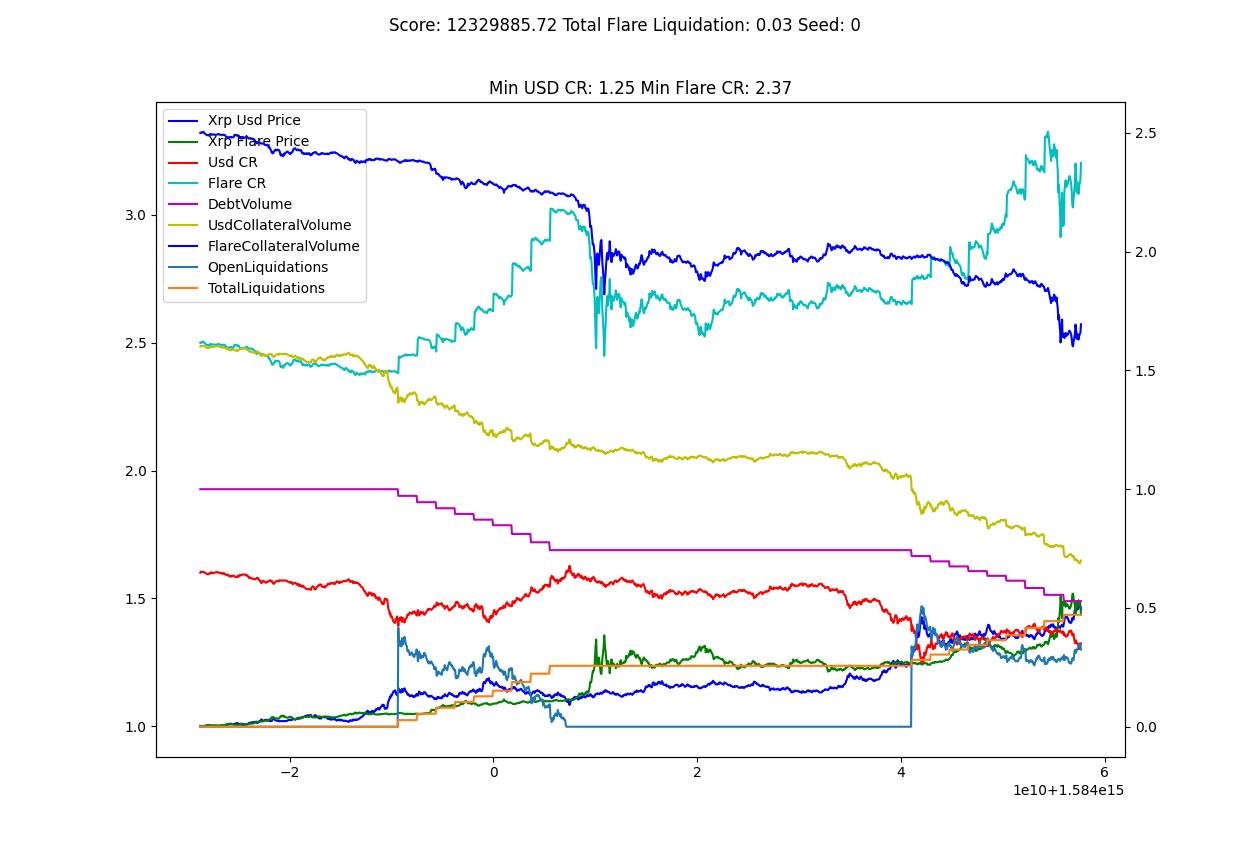 Score: 12329885.72 Total Flare Liquidation: 0.03 Seed: 0
Min USD CR: 1.25 Min Flare CR: 2.37
Xrp Usd Price
Xrp Flare Price
Usd CR
Flare CR
DebtVolume
UsdCollateralVolume
FlareCollateralVolume
OpenLiquidations
TotalLiquidations
3.0
2.5
2.0
1.5
1.0
2.5
2.0
1.5
1.0
0.5
0.0
−2
0
2
4
6
1e10+1.584e15